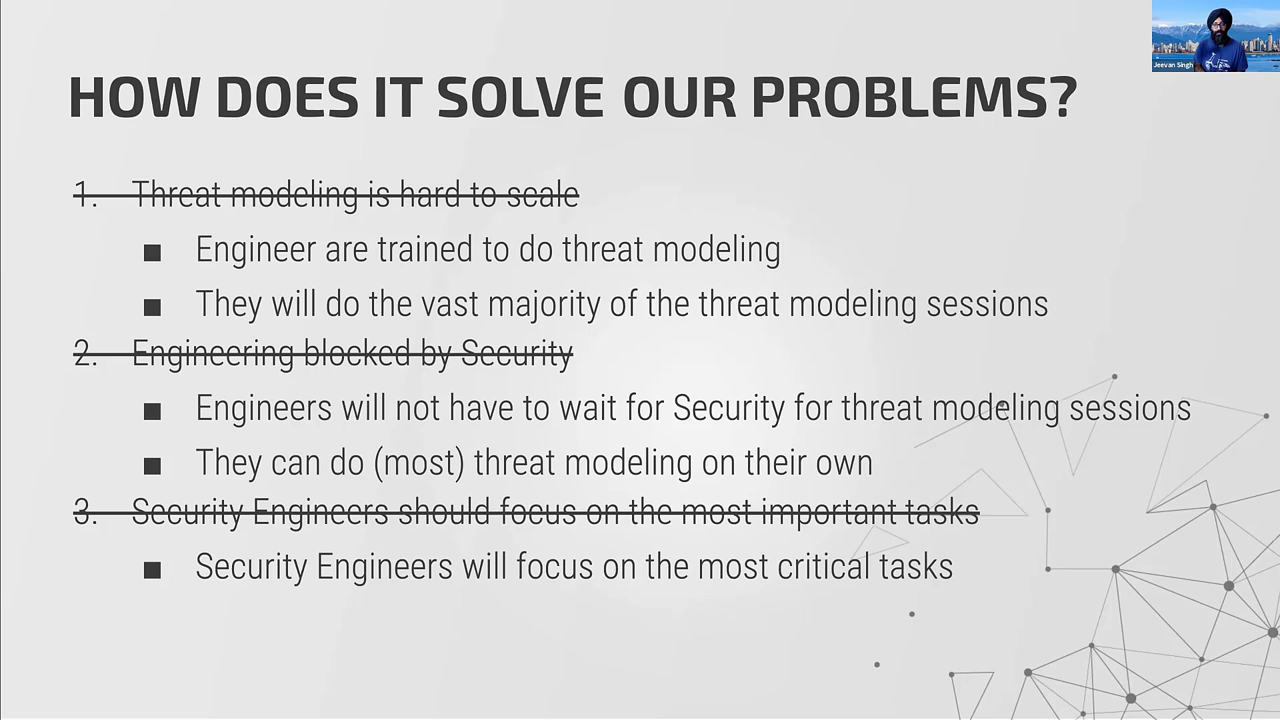 Jeevan Singh
HOW DOES IT SOLVE OUR PROBLEMS?
1. Threat modeling is hard to scale
■ Engineer are trained to do threat modeling
■ They will do the vast majority of the threat modeling sessions
2. Engineering blocked by Security
■ Engineers will not have to wait for Security for threat modeling sessions
■ They can do (most) threat modeling on their own
3. Security Engineers should focus on the most important tasks
■ Security Engineers will focus on the most critical tasks